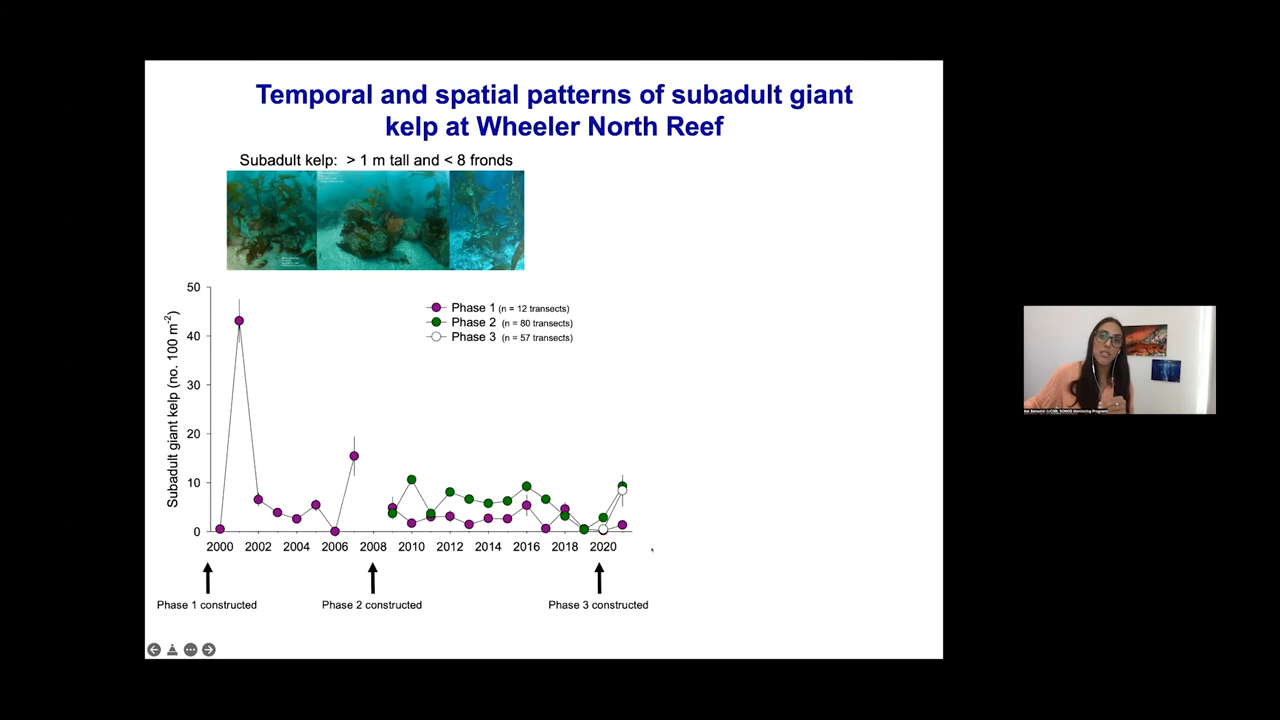 Temporal and spatial patterns of subadult giant
kelp at Wheeler North Reef
Subadult kelp: > 1 m tall and < 8 fronds
Subadult giant kelp (no. 100 m-2)
50
40
30
20
10
0
Phase 1 (n = 12 transects)
Phase 2 (n = 80 transects)
Phase 3 (n = 57 transects)
2000 2002 2004 2006 2008 2010 2012 2014 2016 2018 2020
Phase 1 constructed
Phase 2 constructed
Phase 3 constructed